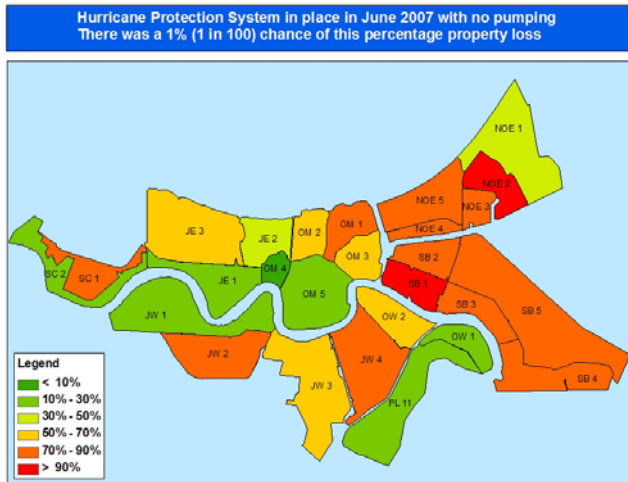 Hurricane Protection System in place in June 2007 with no pumping
There was a 1% (1 in 100) chance of this percentage property loss
NOE 1
NOE 2
NOE 5
NOE 3
NOE 4
OM 1
OM 2
JE 3
JE 2
OM 3
SB 2
OM 4
SC 2
SC 1
JE 1
SB 1
OM 5
SB 3
SB 5
JW 1
OW 2
OW 1
JW 2
JW 4
JW 3
SB 4
PL 11
Legend
< 10%
10% - 30%
30% - 50%
50% - 70%
70% - 90%
> 90%